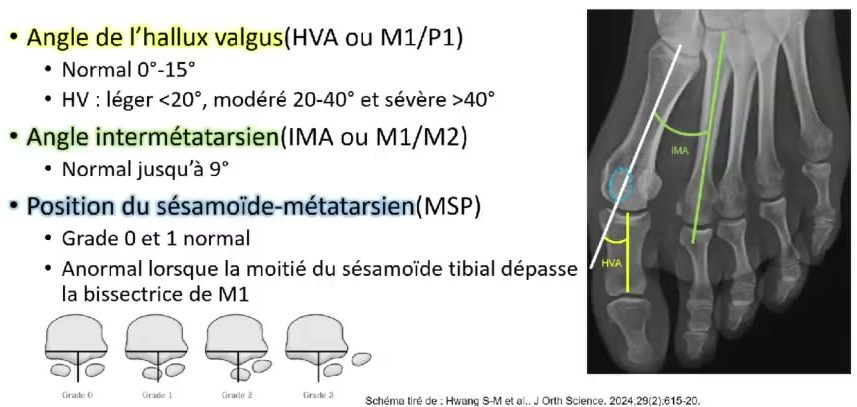 • Angle de l’hallux valgus(HVA ou M1/P1)
• Normal 0°-15°
• HV : léger <20°, modéré 20-40° et sévère >40°
• Angle intermétatarsien(IMA ou M1/M2)
• Normal jusqu’à 9°
• Position du sésamoïde-métatarsien(MSP)
• Grade 0 et 1 normal
• Anormal lorsque la moitié du sésamoïde tibial dépasse
la bissectrice de M1
Grade 0
Grade 1
Grade 2
Grade 3
IMA
HVA
Schéma tiré de : Hwang S-M et al.. J Orth Science. 2024;29(2):615-20.